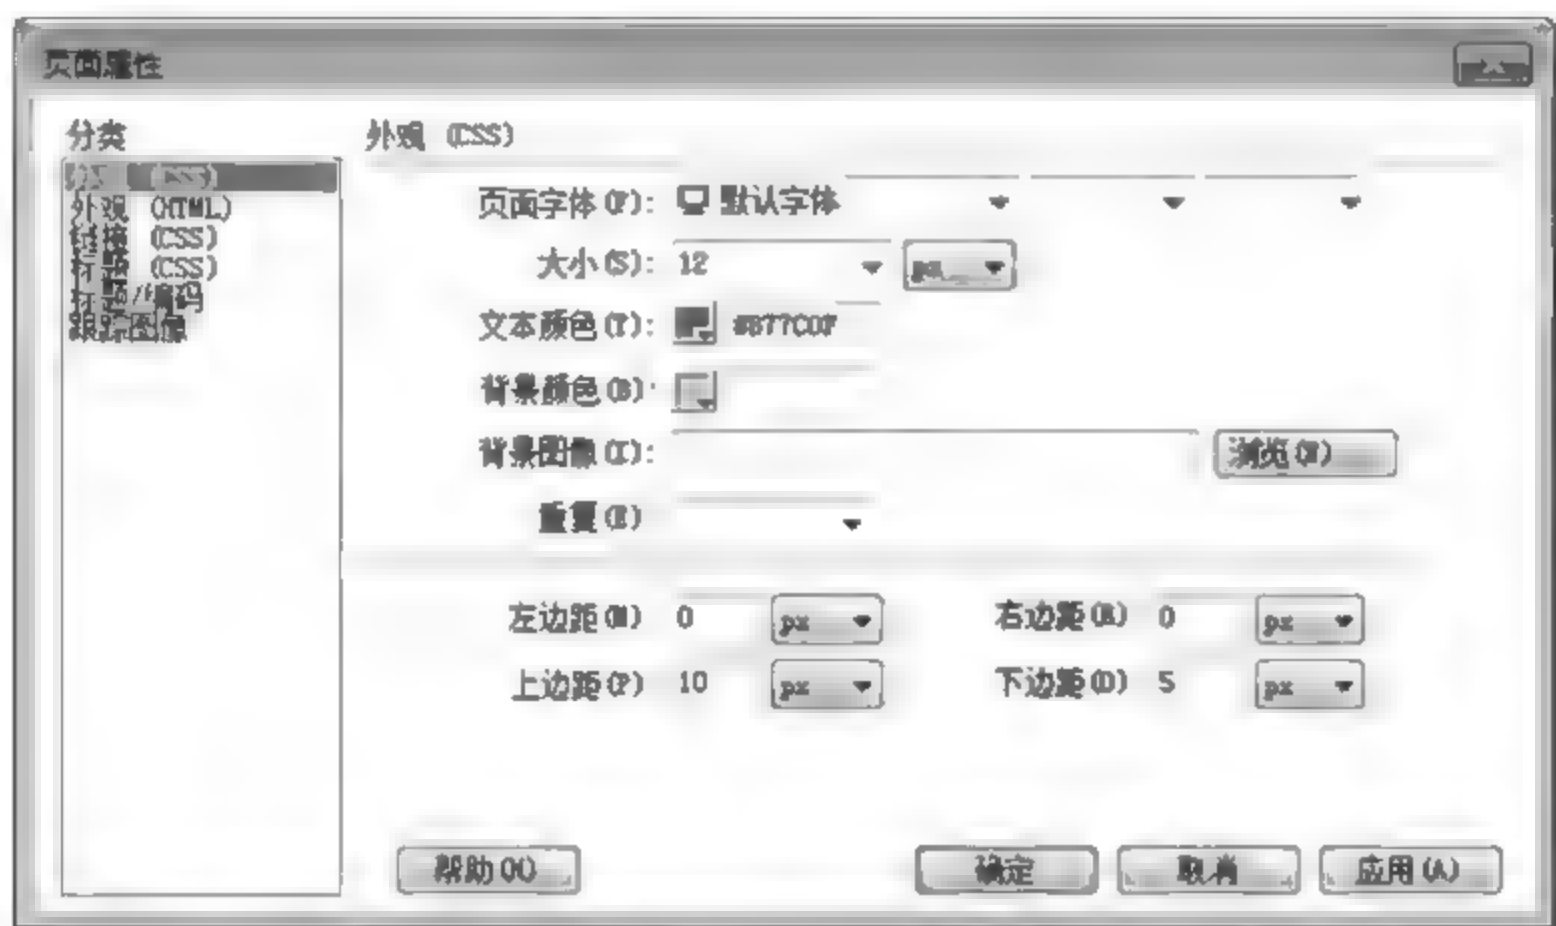 页面属性
分类
外观 (CSS)
外观 (HTML)
链接 (CSS)
标题 (CSS)
标题/编码
跟踪图像
外观 (CSS)
页面字体(F): 默认字体
大小(S): 12 px
文本颜色(T): #B77C0F
背景颜色(B)
背景图像(I): 浏览(W)
重复(E)
左边距(M) 0 px 右边距(R) 0 px
上边距(P) 10 px 下边距(O) 5 px
帮助(H) 确定 取消 应用(A)